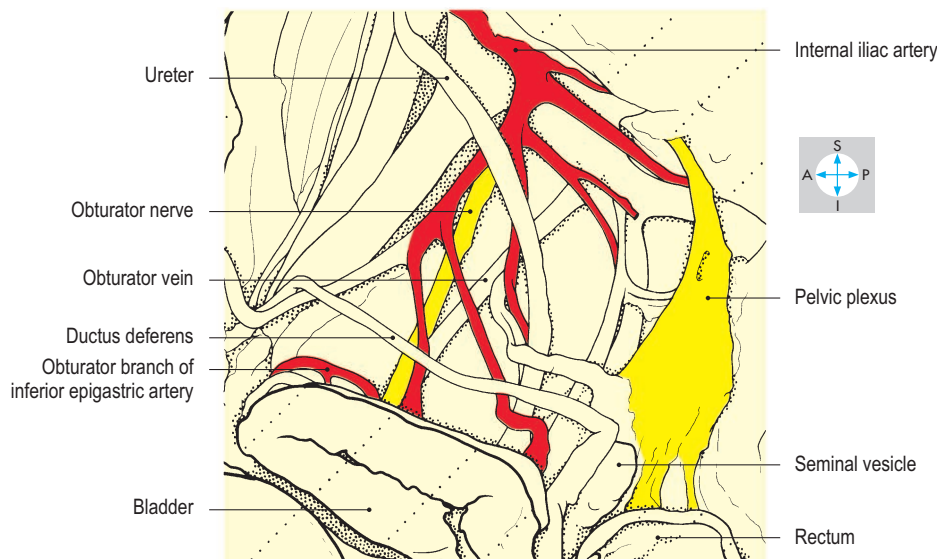 Internal iliac artery
Ureter
S
A P
I
Obturator nerve
Obturator vein
Pelvic plexus
Ductus deferens
Obturator branch of
inferior epigastric artery
Seminal vesicle
Bladder
Rectum